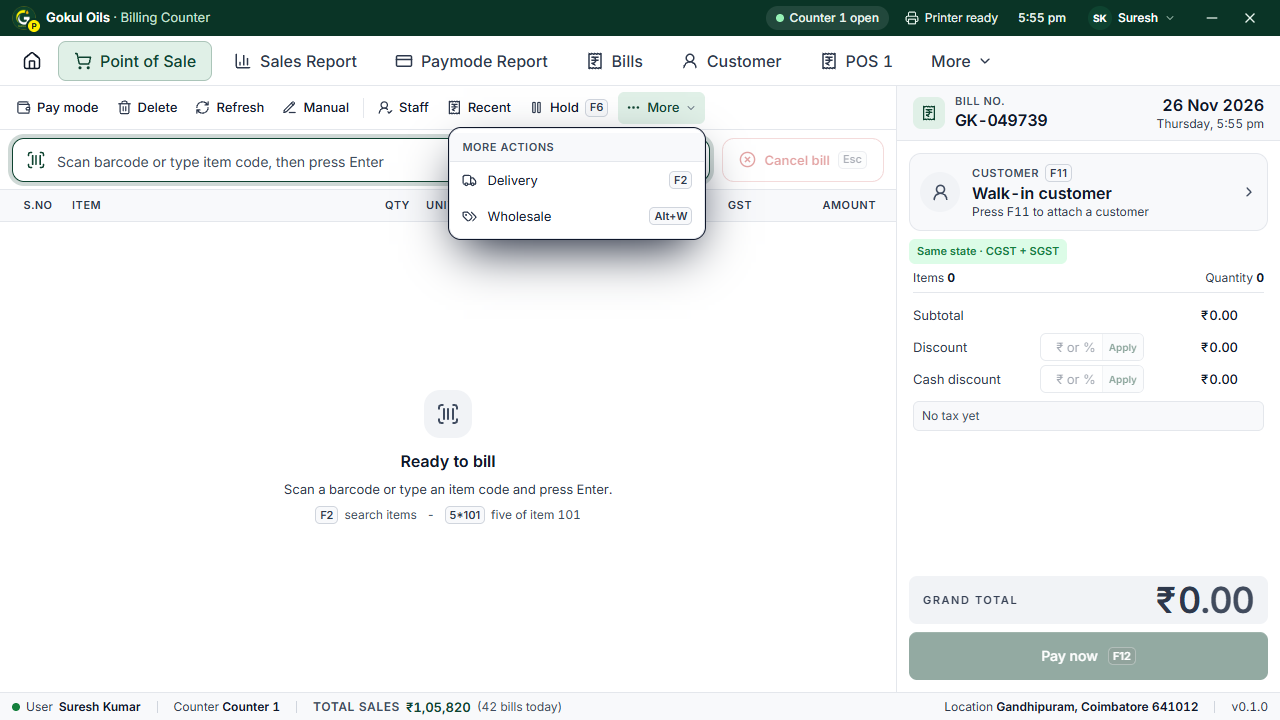 Gokul Oils · Billing Counter
Counter 1 open
Printer ready
5:55 pm
SK Suresh
Point of Sale
Sales Report
Paymode Report
Bills
Customer
POS 1
More
Pay mode
Delete
Refresh
Manual
Staff
Recent
Hold F6
More
BILL NO.
GK-049739
26 Nov 2026
Thursday, 5:55 pm
Scan barcode or type item code, then press Enter
MORE ACTIONS
Delivery F2
Wholesale Alt+W
Cancel bill Esc
S.NO ITEM QTY UNI GST AMOUNT
CUSTOMER F11
Walk-in customer
Press F11 to attach a customer
Same state · CGST + SGST
Items 0 Quantity 0
Subtotal ₹0.00
Discount ₹ or % Apply ₹0.00
Cash discount ₹ or % Apply ₹0.00
No tax yet
Ready to bill
Scan a barcode or type an item code and press Enter.
F2 search items - 5*101 five of item 101
GRAND TOTAL ₹0.00
Pay now F12
User Suresh Kumar
Counter Counter 1
TOTAL SALES ₹1,05,820 (42 bills today)
Location Gandhipuram, Coimbatore 641012
v0.1.0